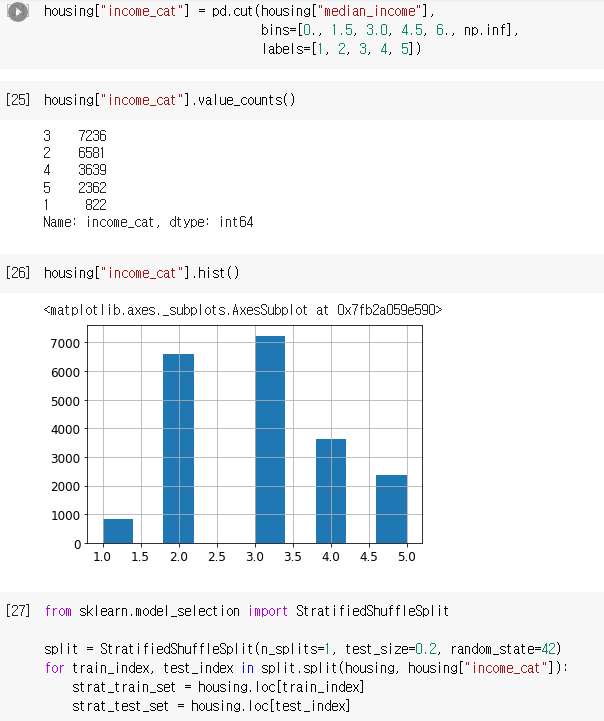 housing["income_cat"] = pd.cut(housing["median_income"],
                               bins=[0., 1.5, 3.0, 4.5, 6., np.inf],
                               labels=[1, 2, 3, 4, 5])
[25] housing["income_cat"].value_counts()
3    7236
2    6581
4    3639
5    2362
1     822
Name: income_cat, dtype: int64
[26] housing["income_cat"].hist()
<matplotlib.axes._subplots.AxesSubplot at 0x7fb2a059e590>
7000
6000
5000
4000
3000
2000
1000
0
1.0 1.5 2.0 2.5 3.0 3.5 4.0 4.5 5.0
[27] from sklearn.model_selection import StratifiedShuffleSplit
split = StratifiedShuffleSplit(n_splits=1, test_size=0.2, random_state=42)
for train_index, test_index in split.split(housing, housing["income_cat"]):
    strat_train_set = housing.loc[train_index]
    strat_test_set = housing.loc[test_index]